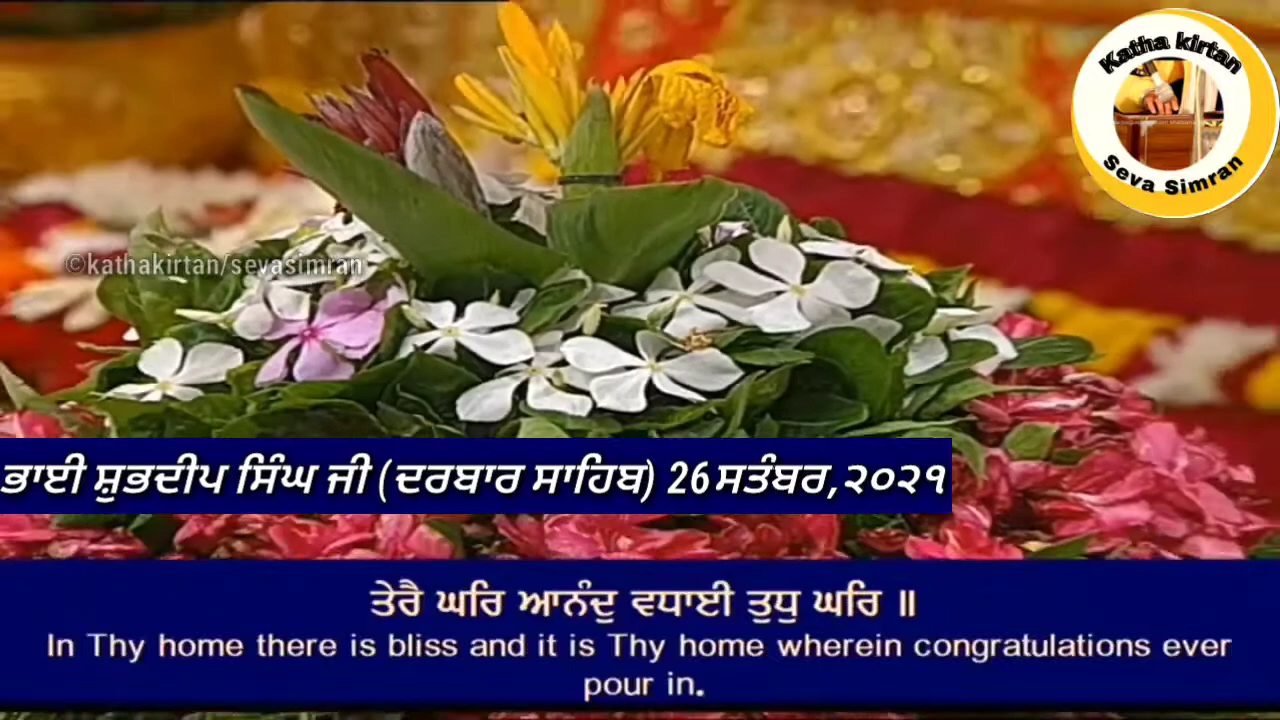 Katha kirtan
Seva Simran
©kathakirtan/sevasimran
ਭਾਈ ਸ਼ੁਭਦੀਪ ਸਿੰਘ ਜੀ (ਦਰਬਾਰ ਸਾਹਿਬ) 26 ਸਤੰਬਰ,੨੦੨੧
ਤੇਰੈ ਘਰਿ ਆਨੰਦੁ ਵਧਾਈ ਤੁਧੁ ਘਰਿ ॥
In Thy home there is bliss and it is Thy home wherein congratulations ever
pour in.